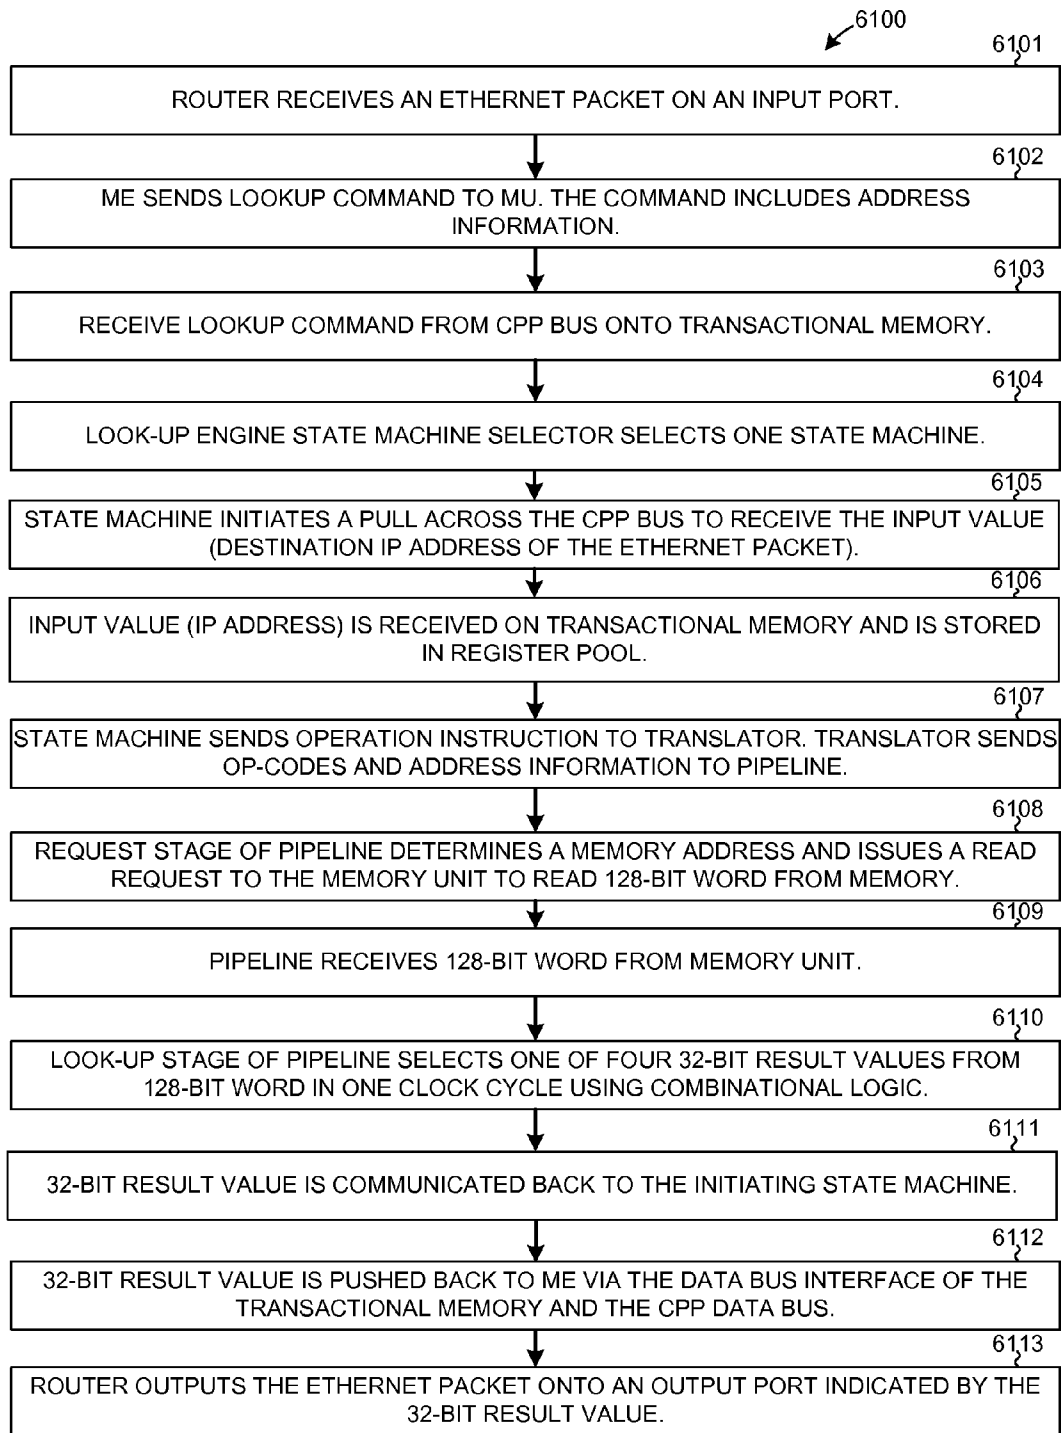 6100
6101
ROUTER RECEIVES AN ETHERNET PACKET ON AN INPUT PORT.
6102
ME SENDS LOOKUP COMMAND TO MU. THE COMMAND INCLUDES ADDRESS
INFORMATION.
6103
RECEIVE LOOKUP COMMAND FROM CPP BUS ONTO TRANSACTIONAL MEMORY.
6104
LOOK-UP ENGINE STATE MACHINE SELECTOR SELECTS ONE STATE MACHINE.
6105
STATE MACHINE INITIATES A PULL ACROSS THE CPP BUS TO RECEIVE THE INPUT VALUE
(DESTINATION IP ADDRESS OF THE ETHERNET PACKET).
6106
INPUT VALUE (IP ADDRESS) IS RECEIVED ON TRANSACTIONAL MEMORY AND IS STORED
IN REGISTER POOL.
6107
STATE MACHINE SENDS OPERATION INSTRUCTION TO TRANSLATOR. TRANSLATOR SENDS
OP-CODES AND ADDRESS INFORMATION TO PIPELINE.
6108
REQUEST STAGE OF PIPELINE DETERMINES A MEMORY ADDRESS AND ISSUES A READ
REQUEST TO THE MEMORY UNIT TO READ 128-BIT WORD FROM MEMORY.
6109
PIPELINE RECEIVES 128-BIT WORD FROM MEMORY UNIT.
6110
LOOK-UP STAGE OF PIPELINE SELECTS ONE OF FOUR 32-BIT RESULT VALUES FROM
128-BIT WORD IN ONE CLOCK CYCLE USING COMBINATIONAL LOGIC.
6111
32-BIT RESULT VALUE IS COMMUNICATED BACK TO THE INITIATING STATE MACHINE.
6112
32-BIT RESULT VALUE IS PUSHED BACK TO ME VIA THE DATA BUS INTERFACE OF THE
TRANSACTIONAL MEMORY AND THE CPP DATA BUS.
6113
ROUTER OUTPUTS THE ETHERNET PACKET ONTO AN OUTPUT PORT INDICATED BY THE
32-BIT RESULT VALUE.